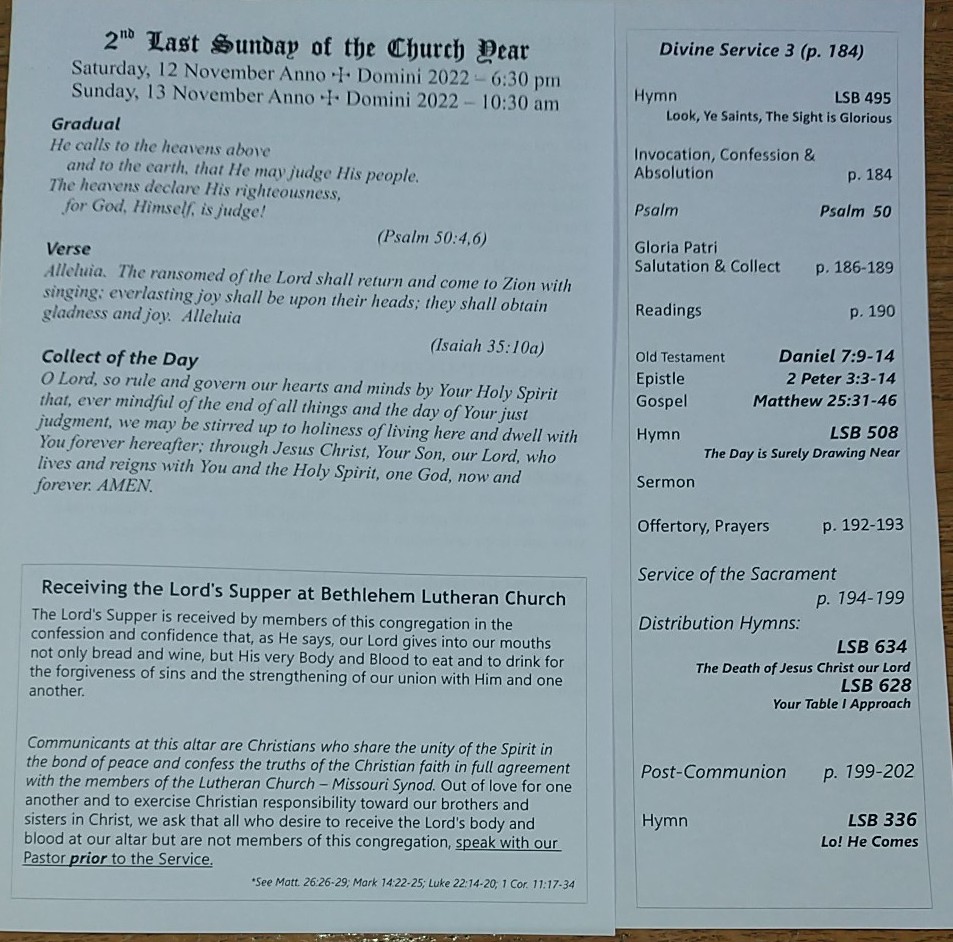 2nd Last Sunday of the Church Year
Saturday, 12 November Anno ☩ Domini 2022 – 6:30 pm
Sunday, 13 November Anno ☩ Domini 2022 – 10:30 am
Gradual
He calls to the heavens above
and to the earth, that He may judge His people.
The heavens declare His righteousness,
for God, Himself, is judge!
(Psalm 50:4,6)
Verse
Alleluia. The ransomed of the Lord shall return and come to Zion with
singing; everlasting joy shall be upon their heads; they shall obtain
gladness and joy. Alleluia
(Isaiah 35:10a)
Collect of the Day
O Lord, so rule and govern our hearts and minds by Your Holy Spirit
that, ever mindful of the end of all things and the day of Your just
judgment, we may be stirred up to holiness of living here and dwell with
You forever hereafter; through Jesus Christ, Your Son, our Lord, who
lives and reigns with You and the Holy Spirit, one God, now and
forever. AMEN.
Receiving the Lord's Supper at Bethlehem Lutheran Church
The Lord's Supper is received by members of this congregation in the
confession and confidence that, as He says, our Lord gives into our mouths
not only bread and wine, but His very Body and Blood to eat and to drink for
the forgiveness of sins and the strengthening of our union with Him and one
another.
Communicants at this altar are Christians who share the unity of the Spirit in
the bond of peace and confess the truths of the Christian faith in full agreement
with the members of the Lutheran Church – Missouri Synod. Out of love for one
another and to exercise Christian responsibility toward our brothers and
sisters in Christ, we ask that all who desire to receive the Lord's body and
blood at our altar but are not members of this congregation, speak with our
Pastor prior to the Service.
*See Matt. 26:26-29; Mark 14:22-25; Luke 22:14-20; 1 Cor. 11:17-34
Divine Service 3 (p. 184)
Hymn LSB 495
Look, Ye Saints, The Sight is Glorious
Invocation, Confession &
Absolution p. 184
Psalm Psalm 50
Gloria Patri
Salutation & Collect p. 186-189
Readings p. 190
Old Testament Daniel 7:9-14
Epistle 2 Peter 3:3-14
Gospel Matthew 25:31-46
Hymn LSB 508
The Day is Surely Drawing Near
Sermon
Offertory, Prayers p. 192-193
Service of the Sacrament
p. 194-199
Distribution Hymns:
LSB 634
The Death of Jesus Christ our Lord
LSB 628
Your Table I Approach
Post-Communion p. 199-202
Hymn LSB 336
Lo! He Comes